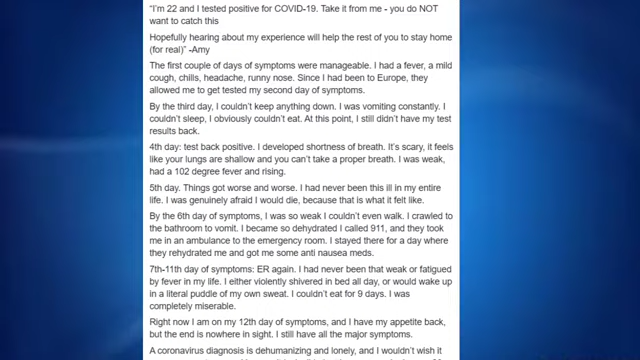 “I'm 22 and I tested positive for COVID-19. Take it from me - you do NOT
want to catch this
Hopefully hearing about my experience will help the rest of you to stay home
(for real)” -Amy
The first couple of days of symptoms were manageable. I had a fever, a mild
cough, chills, headache, runny nose. Since I had been to Europe, they
allowed me to get tested my second day of symptoms.
By the third day, I couldn't keep anything down. I was vomiting constantly. I
couldn't sleep, I obviously couldn't eat. At this point, I still didn't have my test
results back.
4th day: test back positive. I developed shortness of breath. It's scary, it feels
like your lungs are shallow and you can't take a proper breath. I was weak,
had a 102 degree fever and rising.
5th day. Things got worse and worse. I had never been this ill in my entire
life. I was genuinely afraid I would die, because that is what it felt like.
By the 6th day of symptoms, I was so weak I couldn't even walk. I crawled to
the bathroom to vomit. I became so dehydrated I called 911, and they took
me in an ambulance to the emergency room. I stayed there for a day where
they rehydrated me and got me some anti nausea meds.
7th-11th day of symptoms: ER again. I had never been that weak or fatigued
by fever in my life. I either violently shivered in bed all day, or would wake up
in a literal puddle of my own sweat. I couldn't eat for 9 days. I was
completely miserable.
Right now I am on my 12th day of symptoms, and I have my appetite back,
but the end is nowhere in sight. I still have all the major symptoms.
A coronavirus diagnosis is dehumanizing and lonely, and I wouldn't wish it